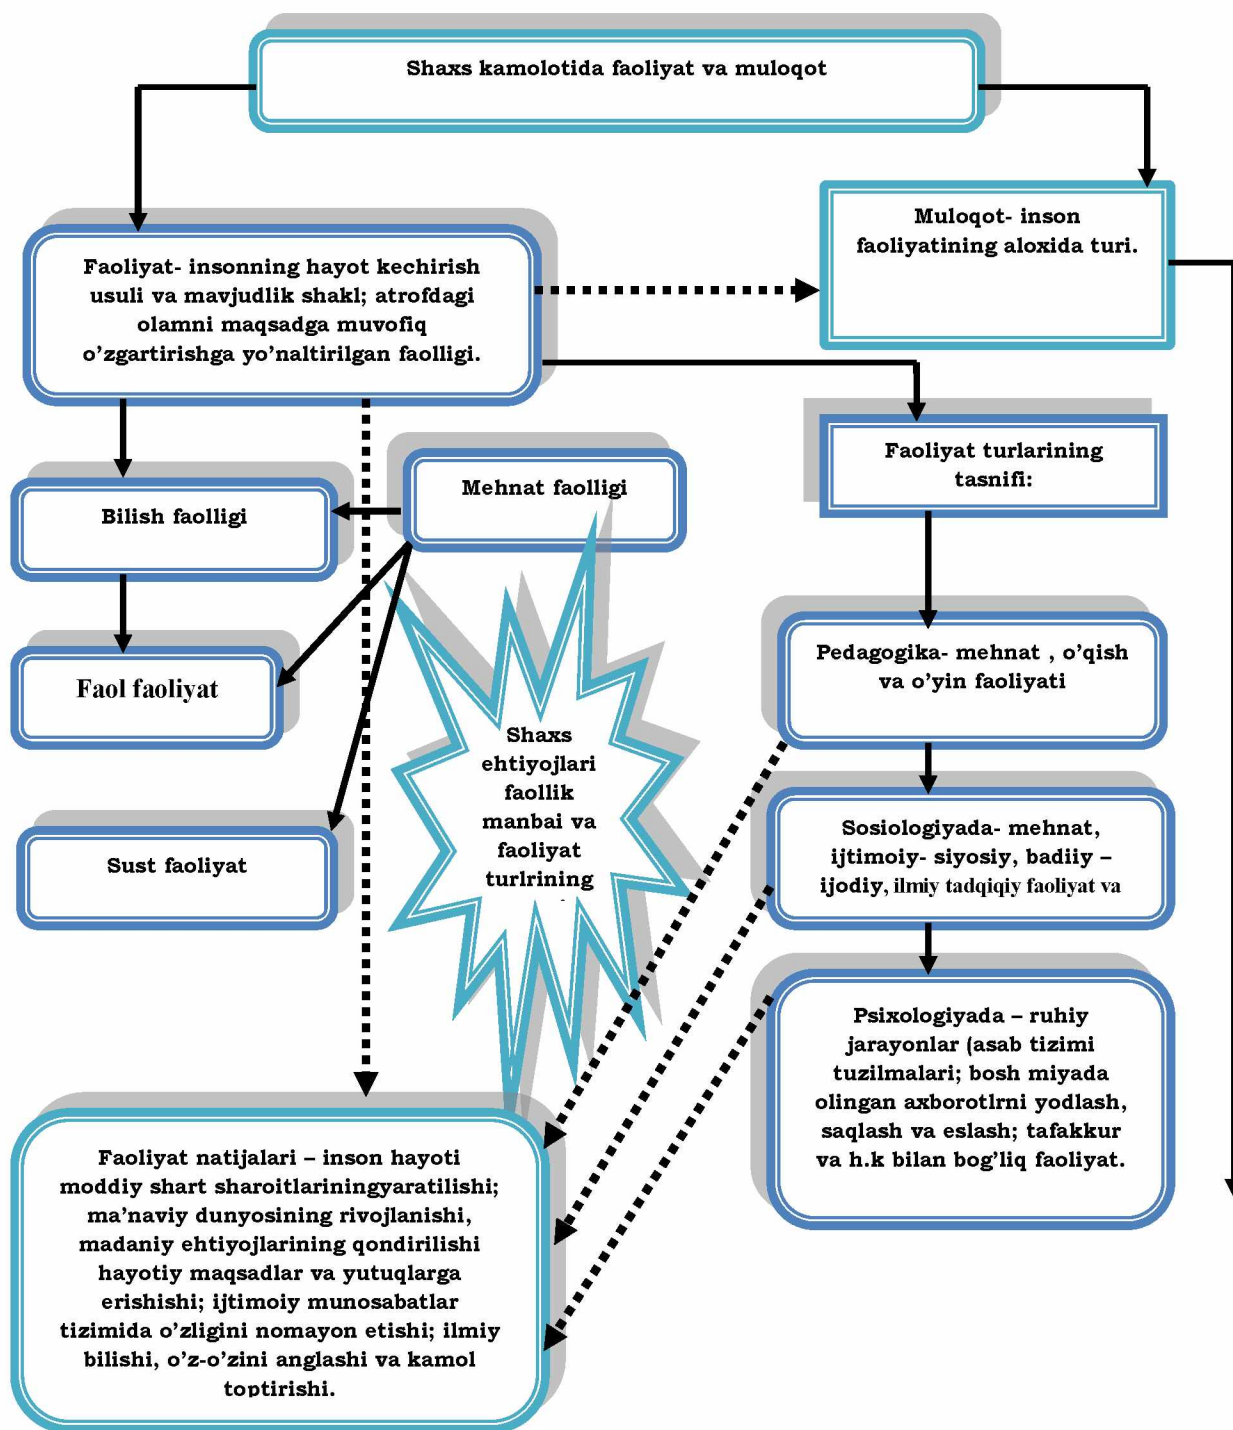 Shaxs kamolotida faoliyat va muloqot
Muloqot- inson
faoliyatining aloxida turi.
Faoliyat- insonning hayot kechirish
usuli va mavjudlik shakl; atrofdagi
olamni maqsadga muvofiq
o’zgartirishga yo’naltirilgan faolligi.
Faoliyat turlarining
tasnifi:
Mehnat faolligi
Bilish faolligi
Faol faoliyat
Pedagogika- mehnat , o’qish
va o’yin faoliyati
Shaxs
ehtiyojlari
faollik
manbai va
faoliyat
turlrining
Sust faoliyat
Sosiologiyada- mehnat,
ijtimoiy- siyosiy, badiiy –
ijodiy, ilmiy tadqiqiy faoliyat va
Psixologiyada – ruhiy
jarayonlar (asab tizimi
tuzilmalari; bosh miyada
olingan axborotlrni yodlash,
saqlash va eslash; tafakkur
va h.k bilan bog’liq faoliyat.
Faoliyat natijalari – inson hayoti
moddiy shart sharoitlariningyaratilishi;
ma’naviy dunyosining rivojlanishi,
madaniy ehtiyojlarining qondirilishi
hayotiy maqsadlar va yutuqlarga
erishishi; ijtimoiy munosabatlar
tizimida o’zligini nomayon etishi; ilmiy
bilishi, o’z-o’zini anglashi va kamol
toptirishi.